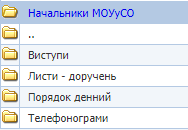 Начальники МОУуСО
..
Виступи
Листи - доручень
Порядок денний
Телефонограми